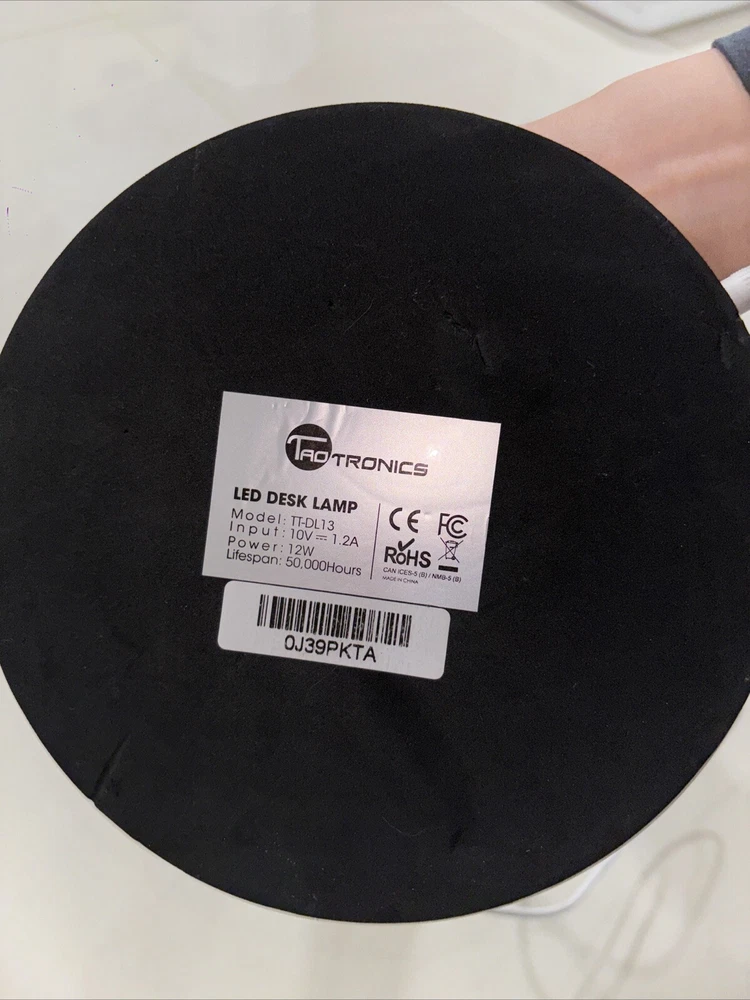 TAOTRONICS
LED DESK LAMP
Model: TT-DL13
Input: 10V⎓1.2A
Power: 12W
Lifespan: 50,000Hours
CE FC
RoHS
CAN ICES-5 (B) / NMB-5 (B)
MADE IN CHINA
0J39PKTA